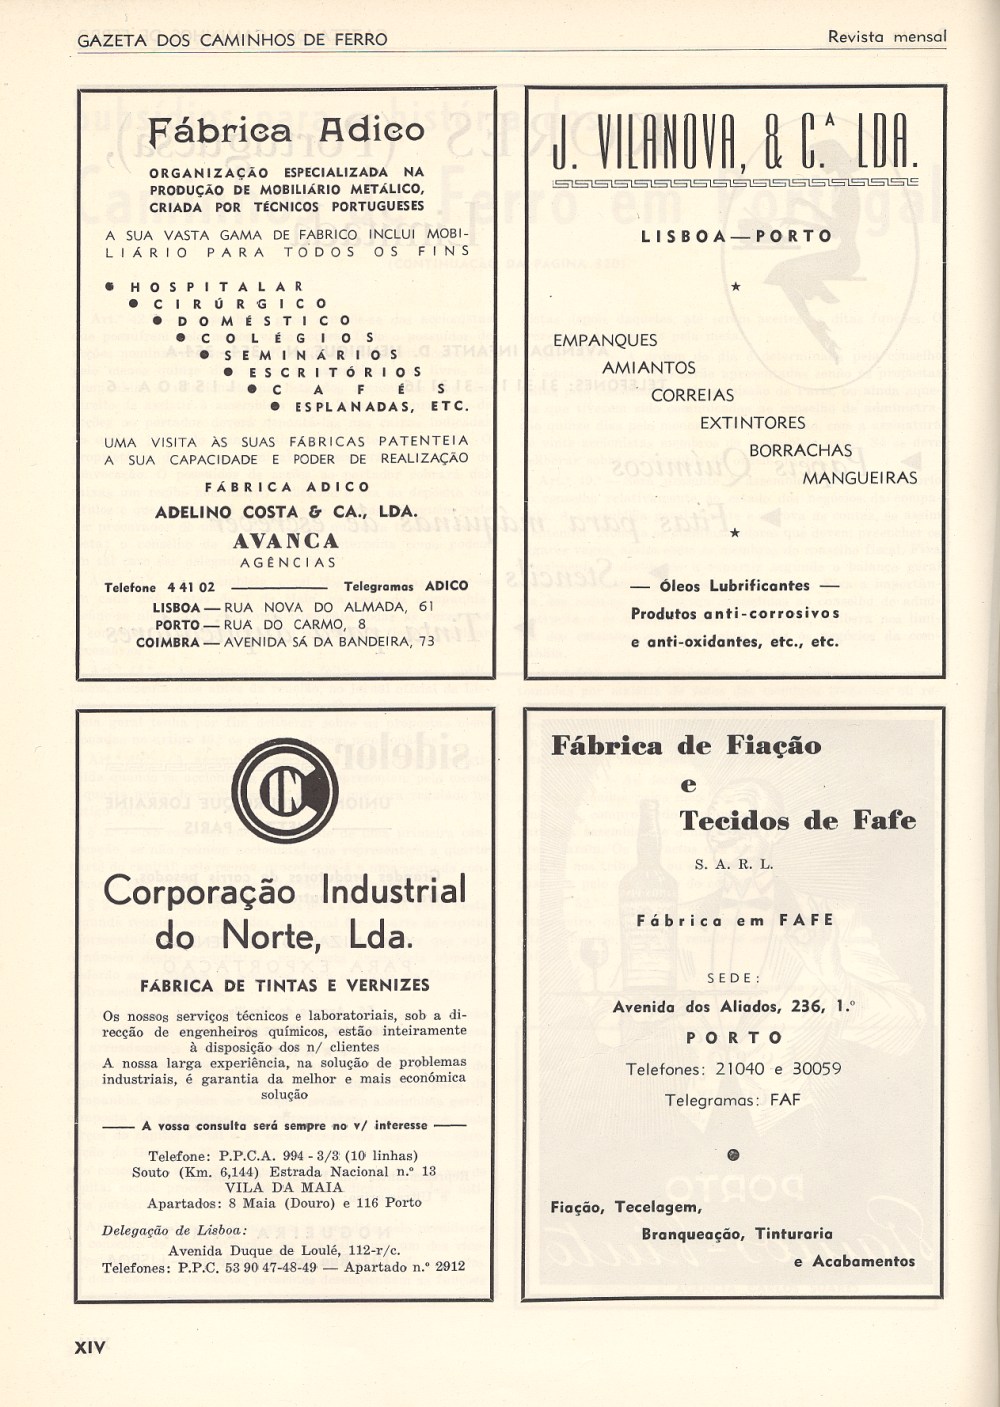 GAZETA DOS CAMINHOS DE FERRO
Revista mensal
Fábrica Adico
ORGANIZAÇÃO ESPECIALIZADA NA
PRODUÇÃO DE MOBILIÁRIO METÁLICO,
CRIADA POR TÉCNICOS PORTUGUESES
A SUA VASTA GAMA DE FABRICO INCLUI MOBI-
LIÁRIO PARA TODOS OS FINS
● HOSPITALAR
● CIRÚRGICO
● DOMÉSTICO
● COLÉGIOS
● SEMINÁRIOS
● ESCRITÓRIOS
● CAFÉS
● ESPLANADAS, ETC.
UMA VISITA ÀS SUAS FÁBRICAS PATENTEIA
A SUA CAPACIDADE E PODER DE REALIZAÇÃO
FÁBRICA ADICO
ADELINO COSTA & CA., LDA.
AVANCA
AGÊNCIAS
Telefone 4 41 02 ——— Telegramas ADICO
LISBOA — RUA NOVA DO ALMADA, 61
PORTO — RUA DO CARMO, 8
COIMBRA — AVENIDA SÁ DA BANDEIRA, 73
J. VILANOVA, & C.ᴬ LDA.
LISBOA — PORTO
★
EMPANQUES
AMIANTOS
CORREIAS
EXTINTORES
BORRACHAS
MANGUEIRAS
★
— Óleos Lubrificantes —
Produtos anti-corrosivos
e anti-oxidantes, etc., etc.
CIN
Corporação Industrial
do Norte, Lda.
FÁBRICA DE TINTAS E VERNIZES
Os nossos serviços técnicos e laboratoriais, sob a di-
recção de engenheiros químicos, estão inteiramente
à disposição dos n/ clientes
A nossa larga experiência, na solução de problemas
industriais, é garantia da melhor e mais económica
solução
—— A vossa consulta será sempre no v/ interesse ——
Telefone: P.P.C.A. 994 - 3/3 (10 linhas)
Souto (Km. 6,144) Estrada Nacional n.º 13
VILA DA MAIA
Apartados: 8 Maia (Douro) e 116 Porto
Delegação de Lisboa:
Avenida Duque de Loulé, 112-r/c.
Telefones: P.P.C. 53 90 47-48-49 — Apartado n.º 2912
Fábrica de Fiação
e
Tecidos de Fafe
S. A. R. L.
Fábrica em FAFE
SEDE:
Avenida dos Aliados, 236, 1.º
PORTO
Telefones: 21040 e 30059
Telegramas: FAF
●
Fiação, Tecelagem,
Branqueação, Tinturaria
e Acabamentos
XIV